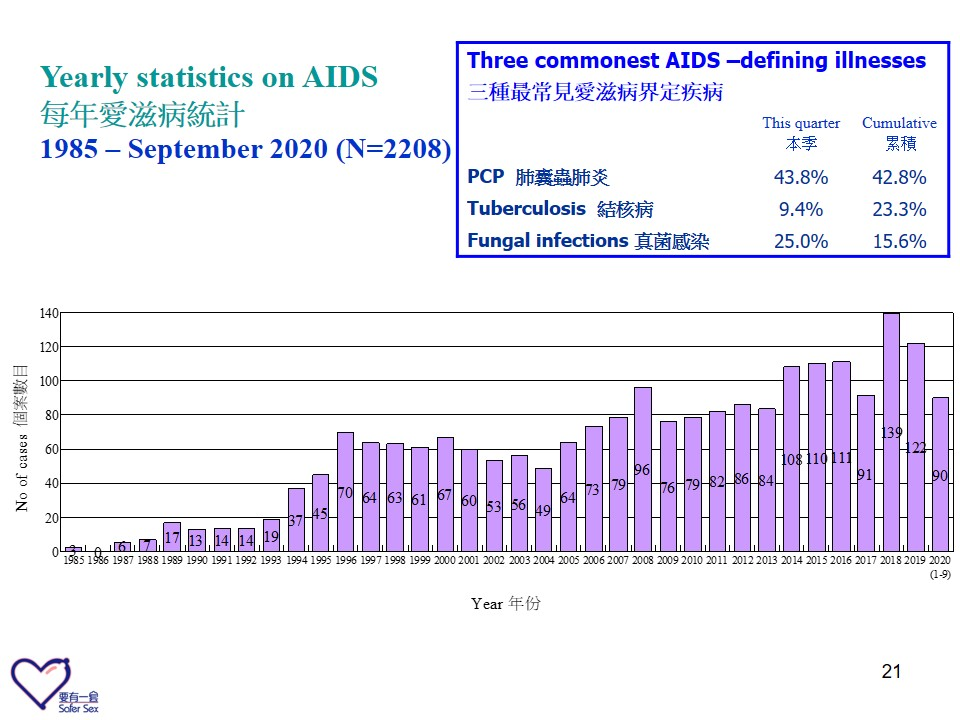 Yearly statistics on AIDS
每年愛滋病統計
1985 – September 2020 (N=2208)
Three commonest AIDS –defining illnesses
三種最常見愛滋病界定疾病
This quarter Cumulative
本季 累積
PCP 肺囊蟲肺炎 43.8% 42.8%
Tuberculosis 結核病 9.4% 23.3%
Fungal infections 真菌感染 25.0% 15.6%
No of cases 個案數目
140
120
100
80
60
40
20
0
3 0 6 7 17 13 14 14 19 37 45 70 64 63 61 67 60 53 56 49 64 73 79 96 76 79 82 86 84 108 110 111 91 139 122 90
1985 1986 1987 1988 1989 1990 1991 1992 1993 1994 1995 1996 1997 1998 1999 2000 2001 2002 2003 2004 2005 2006 2007 2008 2009 2010 2011 2012 2013 2014 2015 2016 2017 2018 2019 2020
(1-9)
Year 年份
要有一套
Safer Sex
21